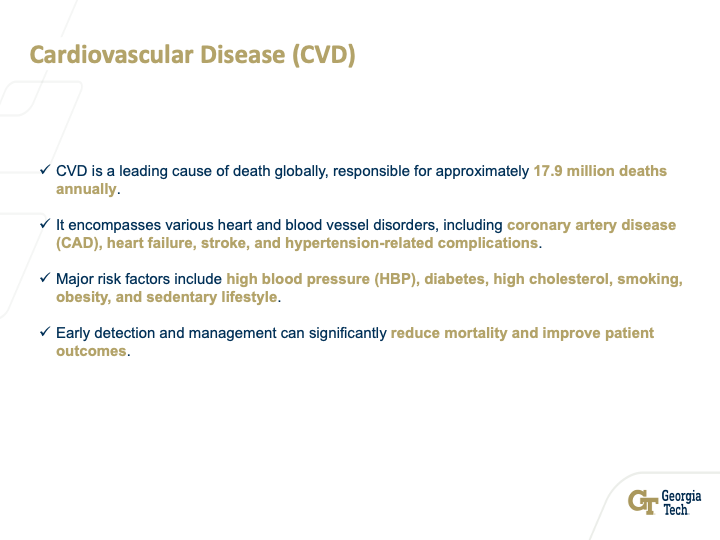 Cardiovascular Disease (CVD)
✓ CVD is a leading cause of death globally, responsible for approximately 17.9 million deaths
annually.
✓ It encompasses various heart and blood vessel disorders, including coronary artery disease
(CAD), heart failure, stroke, and hypertension-related complications.
✓ Major risk factors include high blood pressure (HBP), diabetes, high cholesterol, smoking,
obesity, and sedentary lifestyle.
✓ Early detection and management can significantly reduce mortality and improve patient
outcomes.
GT Georgia
Tech